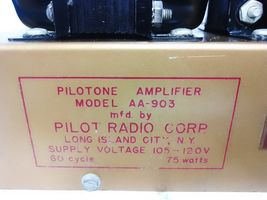 PILOTONE AMPLIFIER
MODEL AA-903
mfd. by
PILOT RADIO CORP
LONG ISLAND CITY, N.Y.
SUPPLY VOLTAGE 105-120V
60 cycle 75 watts